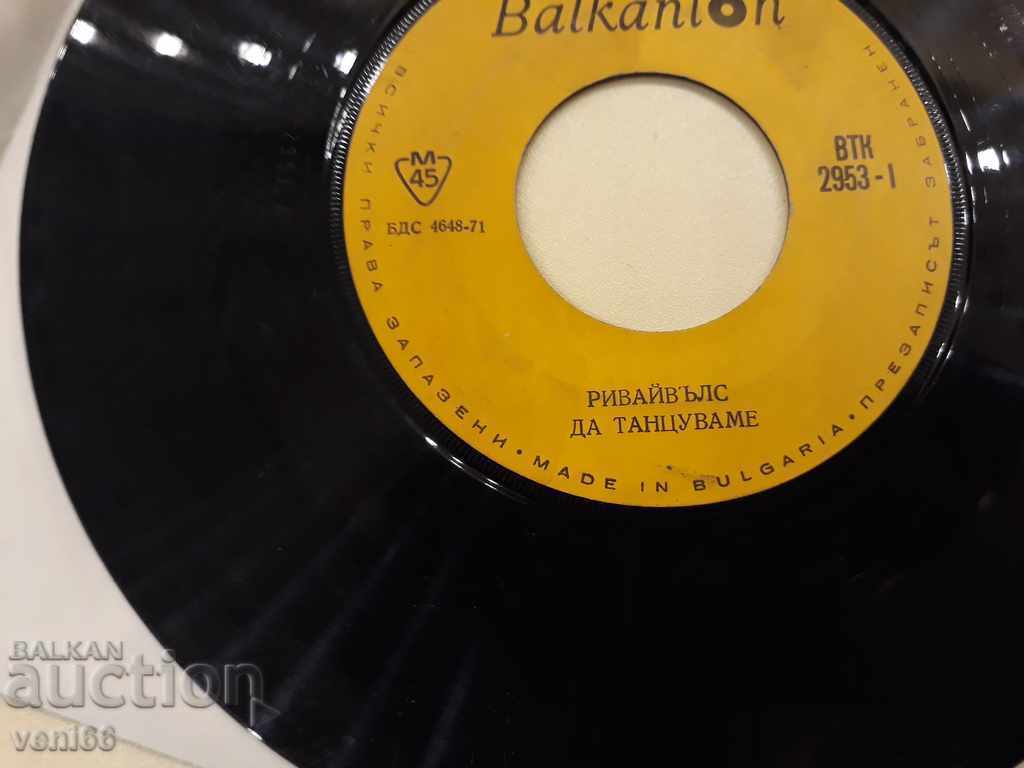 Balkanton
ВСИЧКИ ПРАВА ЗАПАЗЕНИ • MADE IN BULGARIA • ПРЕЗАПИСЪТ ЗАБРАНЕН
М
45
БДС 4648-71
ВТК
2953-I
РИВАЙВЪЛС
ДА ТАНЦУВАМЕ
BALKAN
auction
veni66